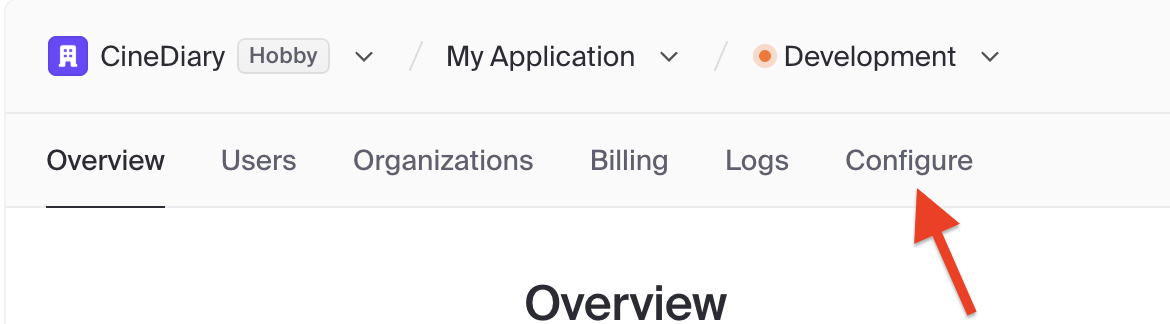 CineDiary Hobby / My Application / Development
Overview Users Organizations Billing Logs Configure
Overview